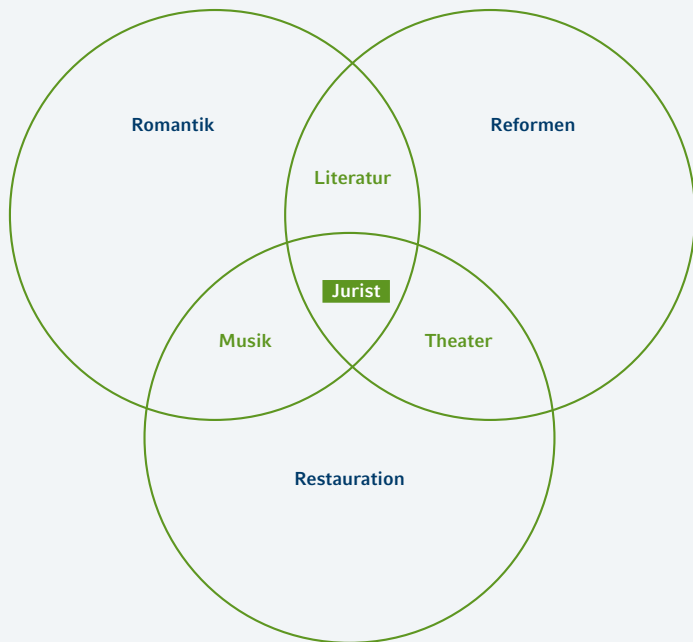 Romantik
Reformen
Literatur
Jurist
Musik
Theater
Restauration